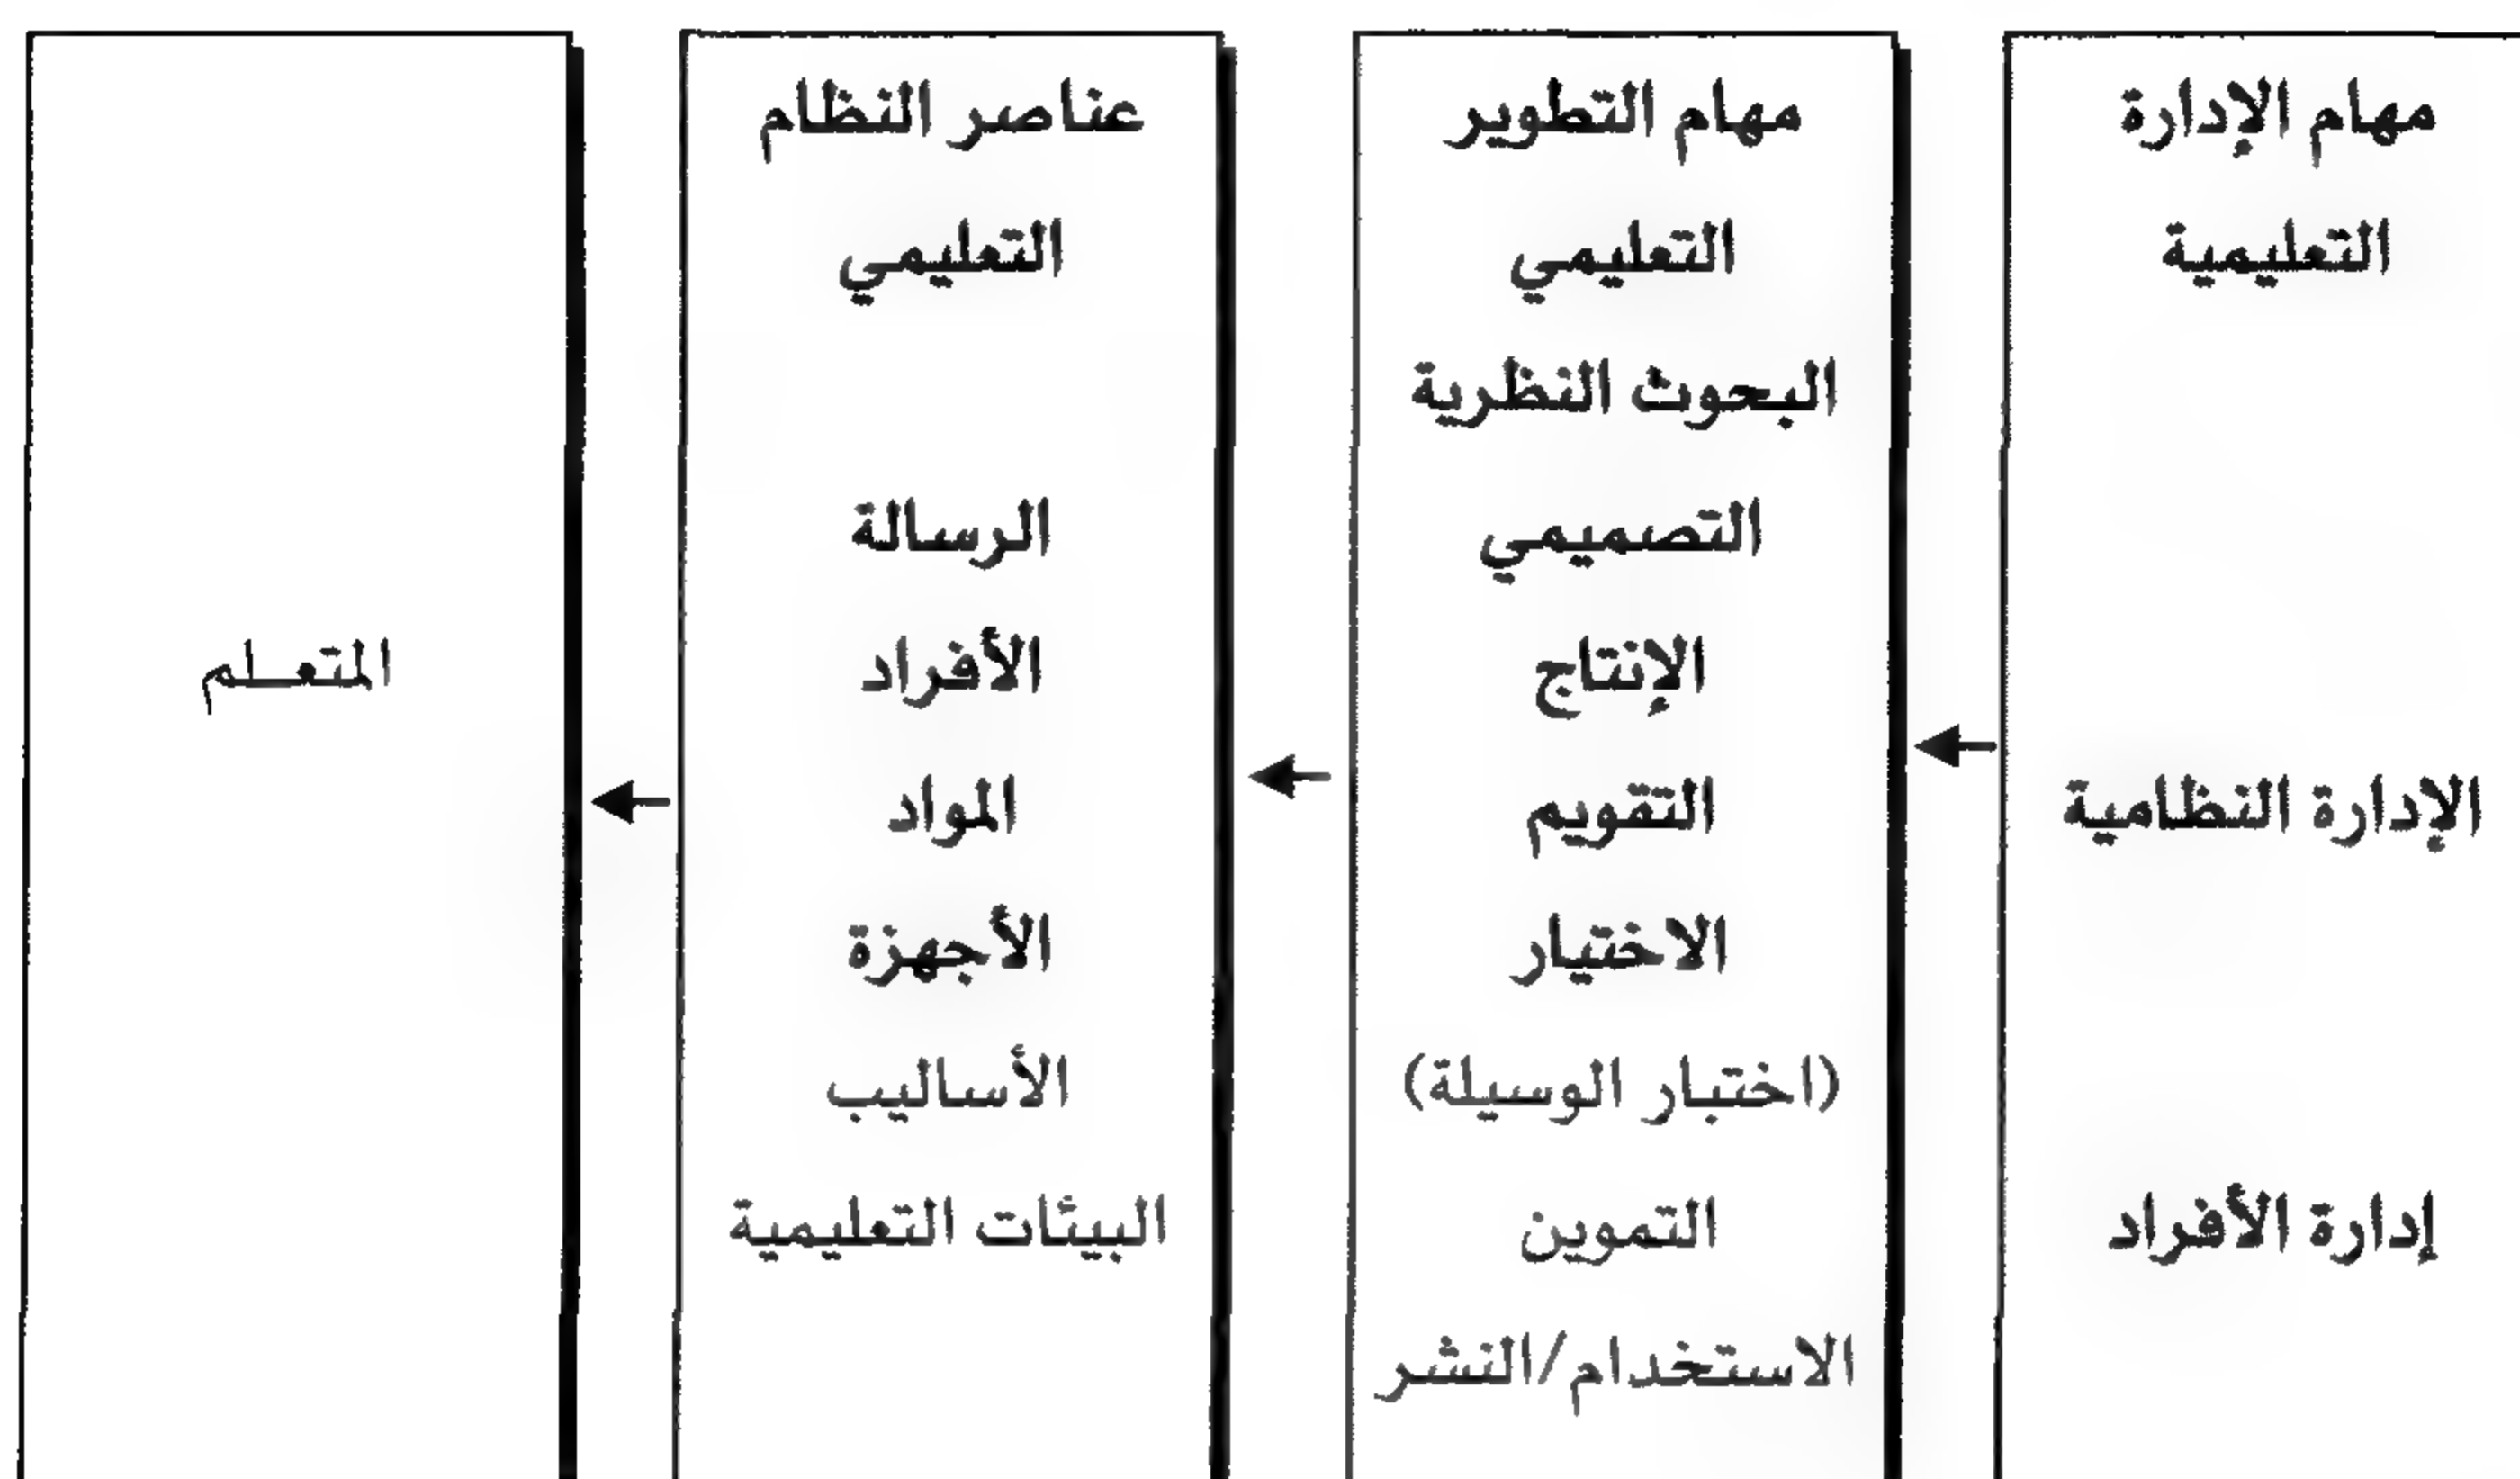 مهام الإدارة
التعليمية
الإدارة النظامية
إدارة الأفراد
مهام التطوير
التعليمي
البحوث النظرية
التصميمي
الإنتاج
التقويم
الاختيار
(اختبار الوسيلة)
التموين
الاستخدام/النشر
عناصر النظام
التعليمي
الرسالة
الأفراد
المواد
الأجهزة
الأساليب
البيئات التعليمية
المتعلم